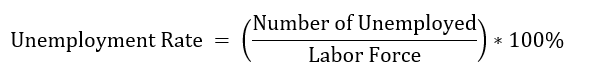 Unemployment Rate = (Number of Unemployed / Labor Force) * 100%